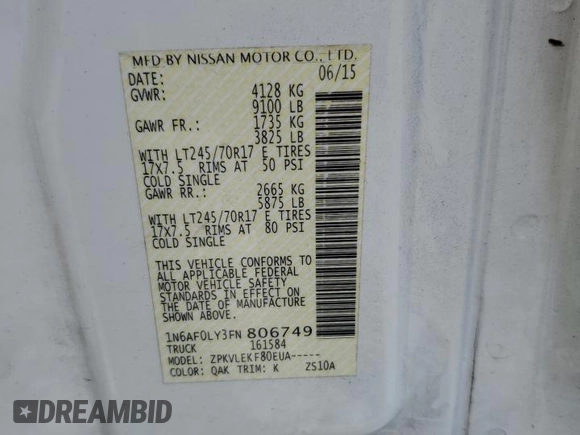 MFD BY NISSAN MOTOR CO., LTD.
DATE: 06/15
GVWR: 4128 KG
9100 LB
GAWR FR.: 1735 KG
3825 LB
WITH LT245/70R17 E TIRES
17X7.5 RIMS AT 50 PSI
COLD SINGLE
GAWR RR.: 2665 KG
5875 LB
WITH LT245/70R17 E TIRES
17X7.5 RIMS AT 80 PSI
COLD SINGLE
THIS VEHICLE CONFORMS TO
ALL APPLICABLE FEDERAL
MOTOR VEHICLE SAFETY
STANDARDS IN EFFECT ON
THE DATE OF MANUFACTURE
SHOWN ABOVE
1N6AF0LY3FN 806749
TRUCK 161584
MODEL: ZPKVLEKF80EUA-----
COLOR: QAK TRIM: K ZS10A
DREAMBID